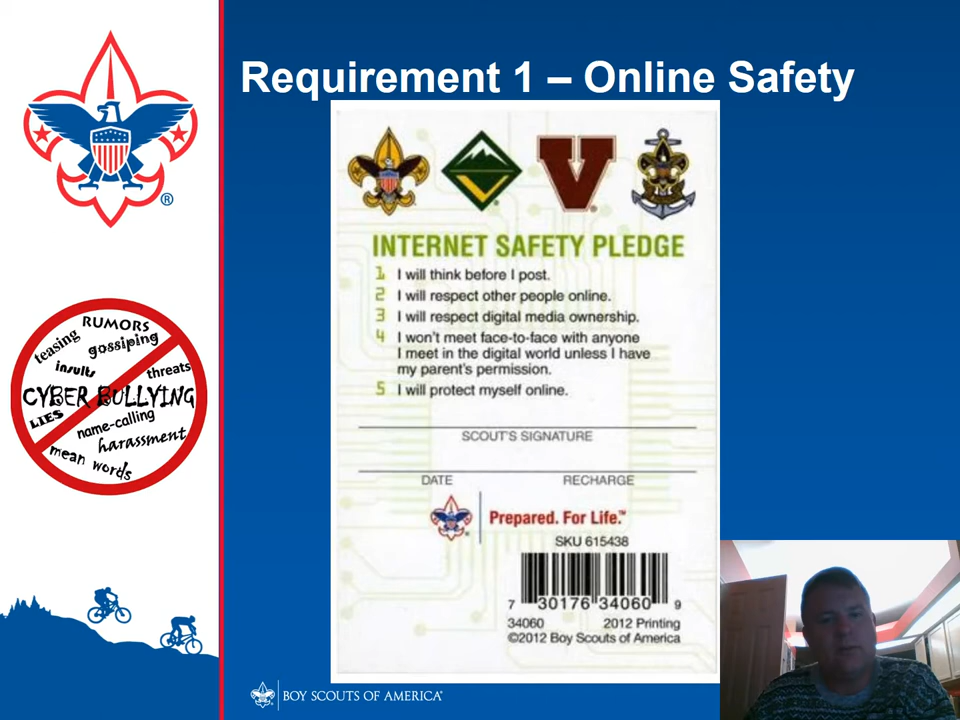 Requirement 1 – Online Safety
®
RUMORS
teasing
gossiping
insults
threats
CYBER BULLYING
LIES
name-calling
harassment
mean words
V
INTERNET SAFETY PLEDGE
1 I will think before I post.
2 I will respect other people online.
3 I will respect digital media ownership.
4 I won't meet face-to-face with anyone
I meet in the digital world unless I have
my parent's permission.
5 I will protect myself online.
SCOUT'S SIGNATURE
DATE RECHARGE
Prepared. For Life.™
SKU 615438
7 30176 34060 9
34060 2012 Printing
©2012 Boy Scouts of America
BOY SCOUTS OF AMERICA®